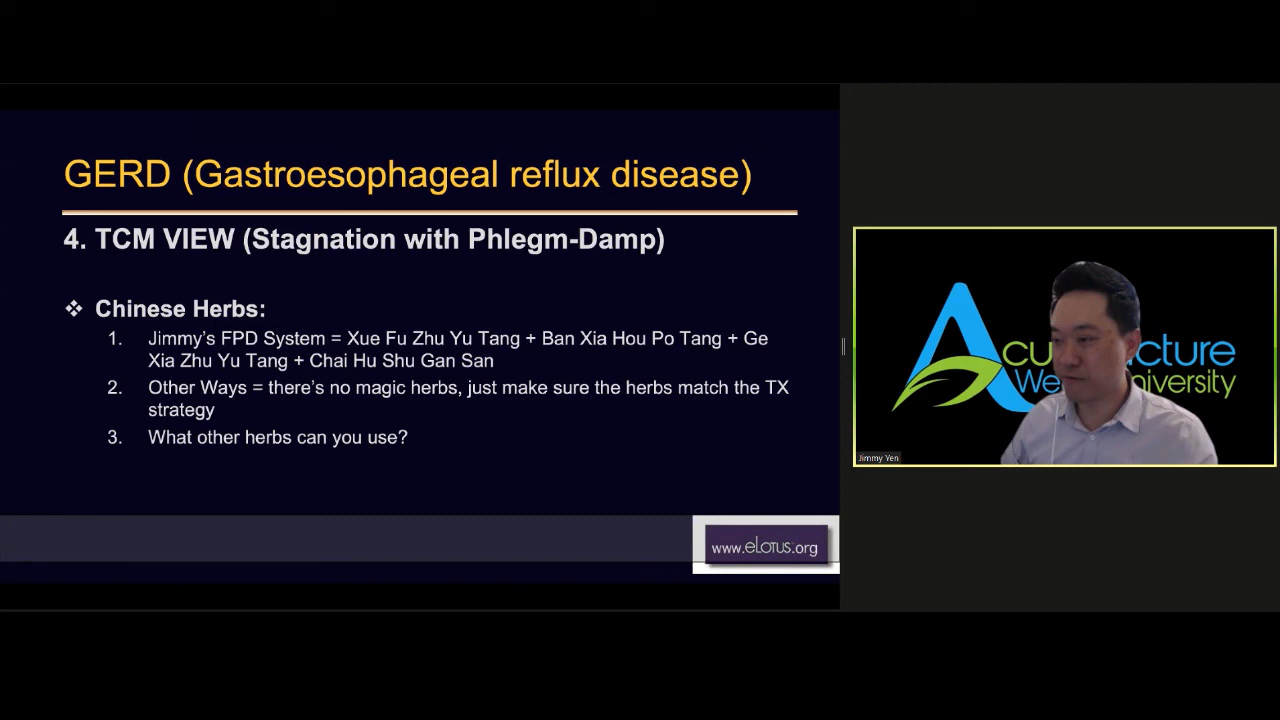 GERD (Gastroesophageal reflux disease)
4. TCM VIEW (Stagnation with Phlegm-Damp)
❖ Chinese Herbs:
1. Jimmy's FPD System = Xue Fu Zhu Yu Tang + Ban Xia Hou Po Tang + Ge
Xia Zhu Yu Tang + Chai Hu Shu Gan San
2. Other Ways = there's no magic herbs, just make sure the herbs match the TX
strategy
3. What other herbs can you use?
www.eLotus.org
Jimmy Yen